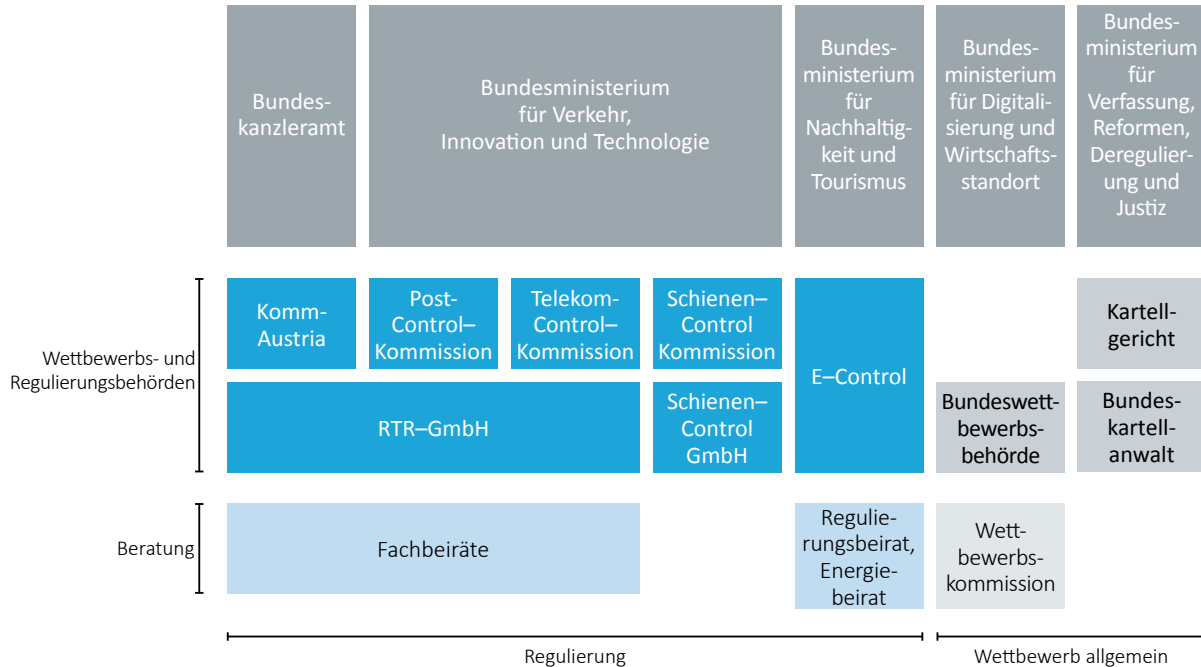 Bundes-
kanzleramt
Bundesministerium
für Verkehr,
Innovation und Technologie
Bundes-
ministerium
für
Nachhaltig-
keit und
Tourismus
Bundes-
ministerium
für Digitali-
sierung und
Wirtschafts-
standort
Bundes-
ministerium
für
Verfassung,
Reformen,
Deregulier-
ung und
Justiz
Wettbewerbs- und
Regulierungsbehörden
Komm-
Austria
Post-
Control–
Kommission
Telekom-
Control–
Kommission
Schienen–
Control
Kommission
E–Control
Kartell-
gericht
RTR–GmbH
Schienen–
Control
GmbH
Bundeswett-
bewerbs-
behörde
Bundes-
kartell-
anwalt
Beratung
Fachbeiräte
Regulie-
rungsbeirat,
Energie-
beirat
Wett-
bewerbs-
kommission
Regulierung
Wettbewerb allgemein